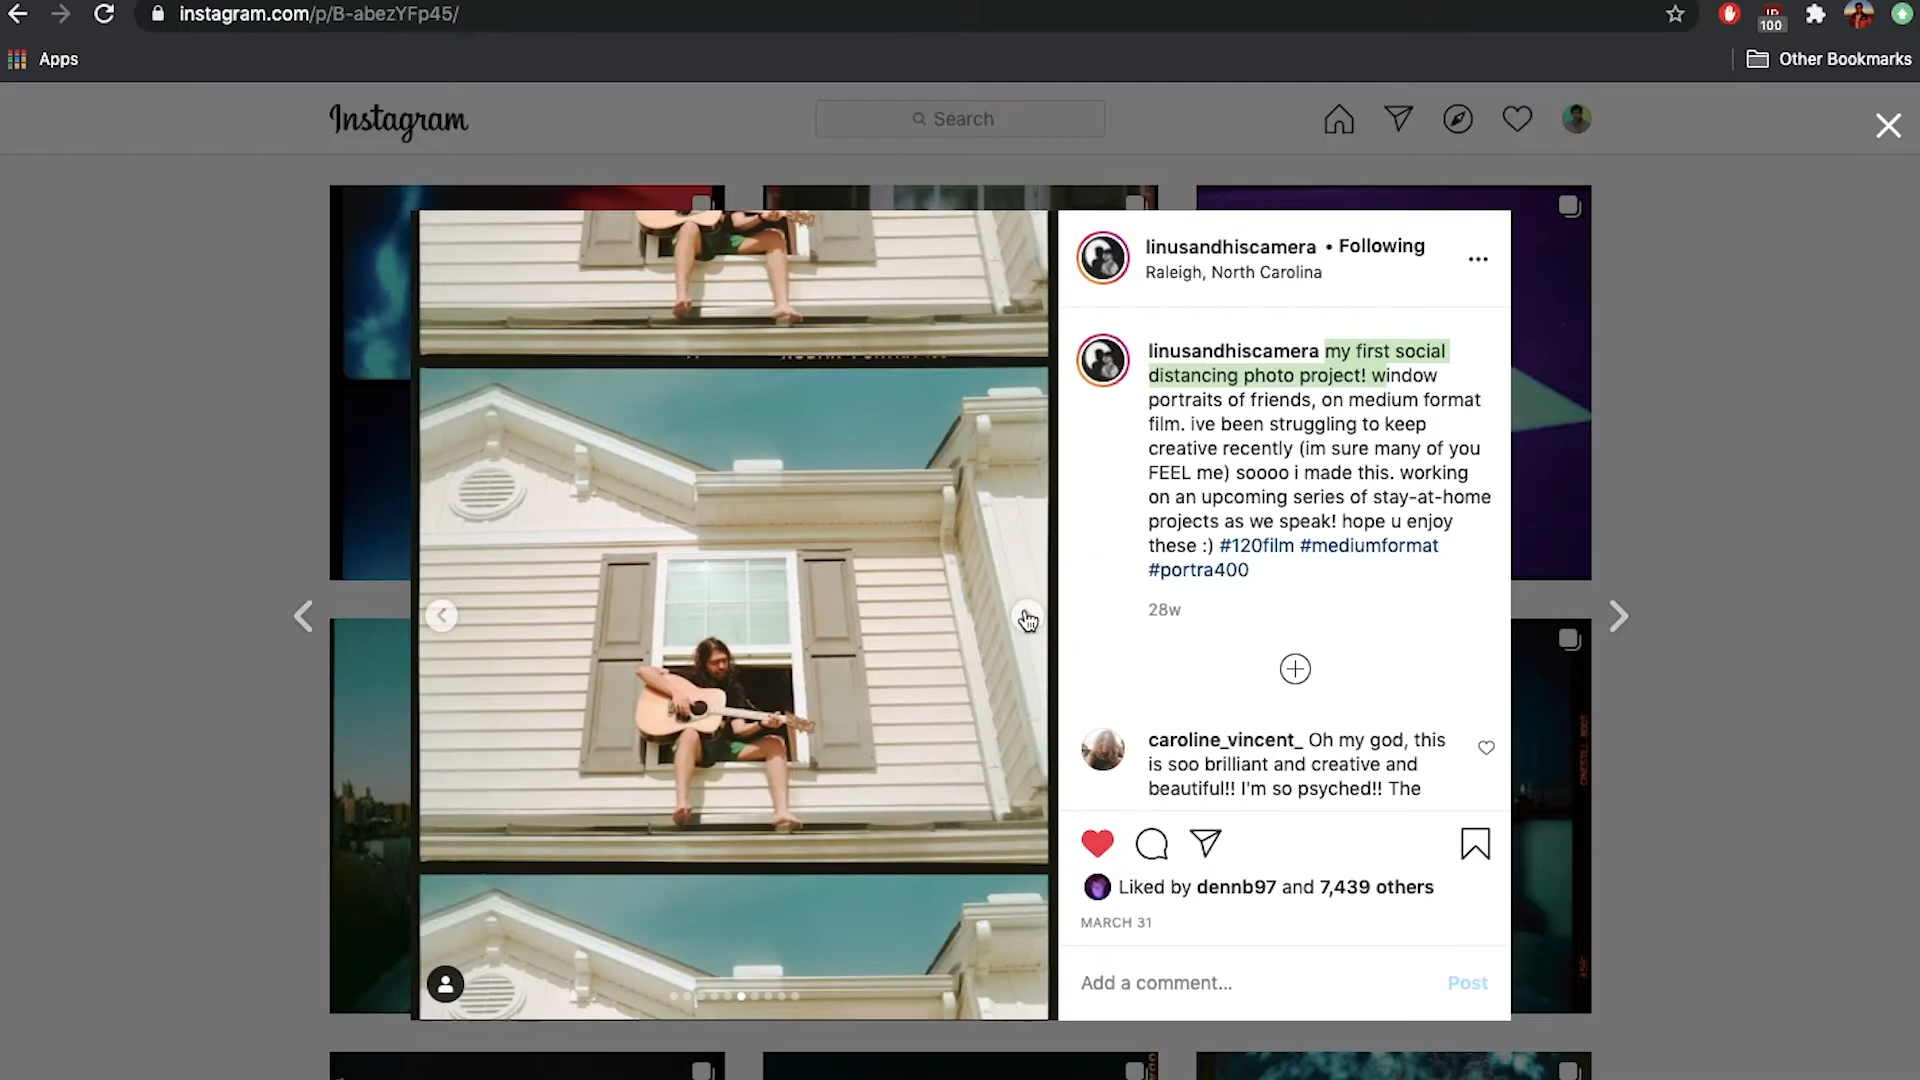 instagram.com/p/B-abezYFp45/
100
Apps
Other Bookmarks
Instagram
Search
linusandhiscamera • Following
Raleigh, North Carolina
linusandhiscamera my first social
distancing photo project! window
portraits of friends, on medium format
film. ive been struggling to keep
creative recently (im sure many of you
FEEL me) soooo i made this. working
on an upcoming series of stay-at-home
projects as we speak! hope u enjoy
these :) #120film #mediumformat
#portra400
28w
caroline_vincent_ Oh my god, this
is soo brilliant and creative and
beautiful!! I'm so psyched!! The
Liked by dennb97 and 7,439 others
MARCH 31
Add a comment...
Post